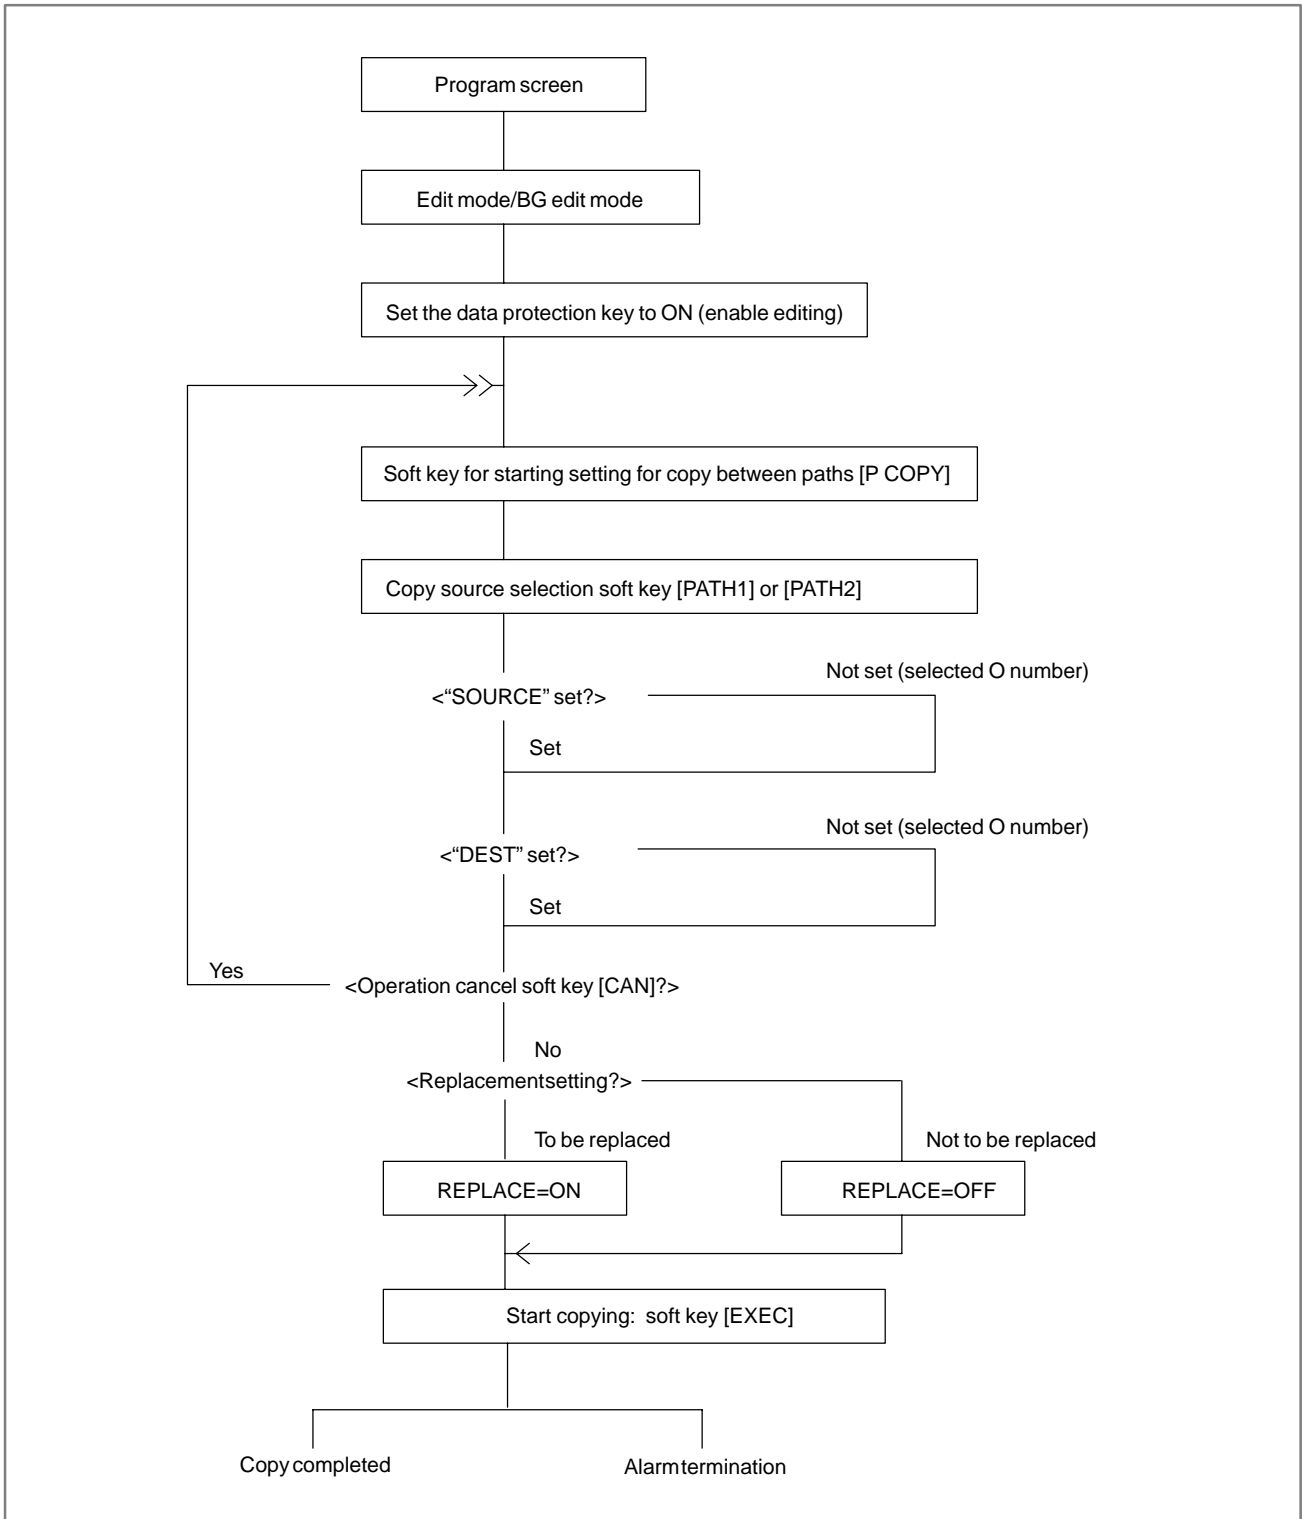 Program screen
Edit mode/BG edit mode
Set the data protection key to ON (enable editing)
Soft key for starting setting for copy between paths [P COPY]
Copy source selection soft key [PATH1] or [PATH2]
Not set (selected O number)
<“SOURCE” set?>
Set
Not set (selected O number)
<“DEST” set?>
Set
Yes
<Operation cancel soft key [CAN]?>
No
<Replacementsetting?>
To be replaced
Not to be replaced
REPLACE=ON
REPLACE=OFF
Start copying: soft key [EXEC]
Copy completed
Alarm termination